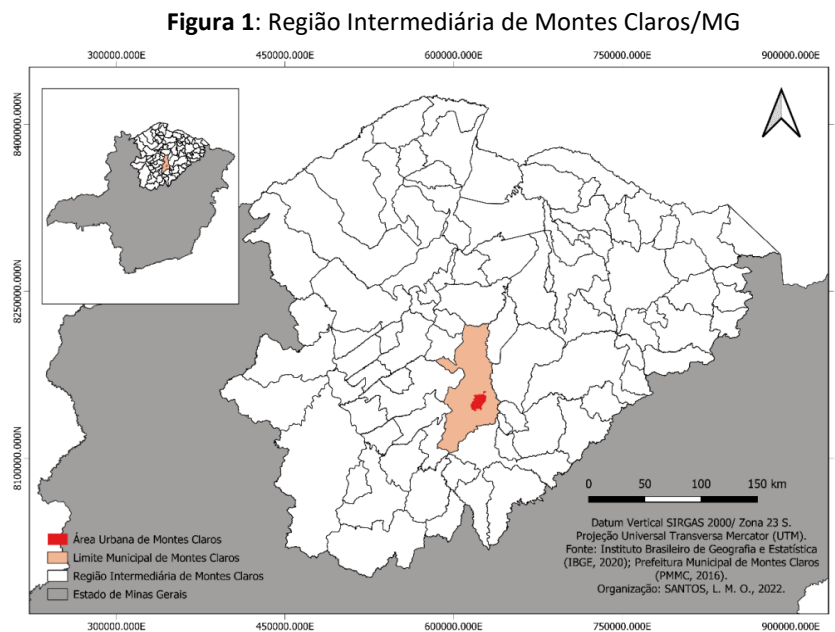 Figura 1: Região Intermediária de Montes Claros/MG
300000.000E 450000.000E 600000.000E 750000.000E 900000.000E
8400000.000N
8250000.000N
8100000.000N
0 50 100 150 km
Datum Vertical SIRGAS 2000/ Zona 23 S.
Projeção Universal Transversa Mercator (UTM).
Fonte: Instituto Brasileiro de Geografia e Estatística
(IBGE, 2020); Prefeitura Municipal de Montes Claros
(PMMC, 2016).
Organização: SANTOS, L. M. O., 2022.
Área Urbana de Montes Claros
Limite Municipal de Montes Claros
Região Intermediária de Montes Claros
Estado de Minas Gerais
300000.000E 450000.000E 600000.000E 750000.000E 900000.000E